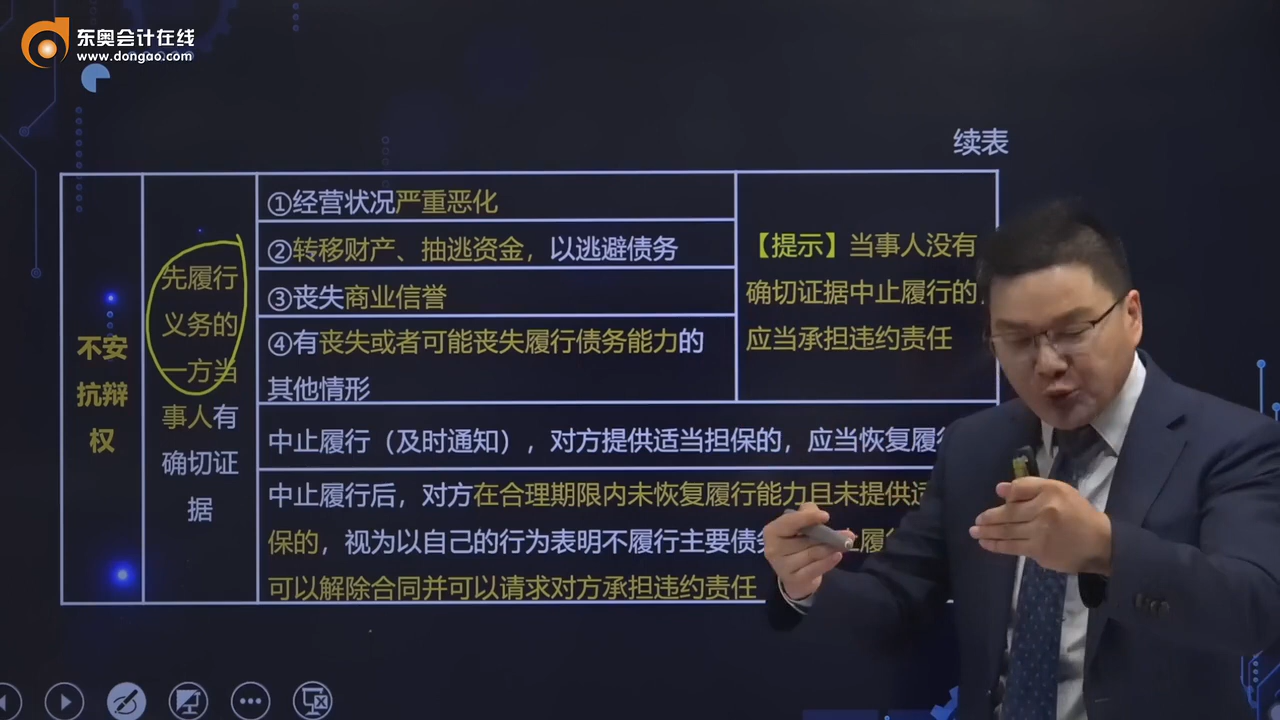 东奥会计在线
www.dongao.com
续表
不安
抗辩
权
先履行
义务的
一方当
事人有
确切证
据
①经营状况严重恶化
②转移财产、抽逃资金，以逃避债务
③丧失商业信誉
④有丧失或者可能丧失履行债务能力的
其他情形
【提示】当事人没有
确切证据中止履行的
应当承担违约责任
中止履行（及时通知），对方提供适当担保的，应当恢复履
中止履行后，对方在合理期限内未恢复履行能力且未提供
保的，视为以自己的行为表明不履行主要债 履
可以解除合同并可以请求对方承担违约责任